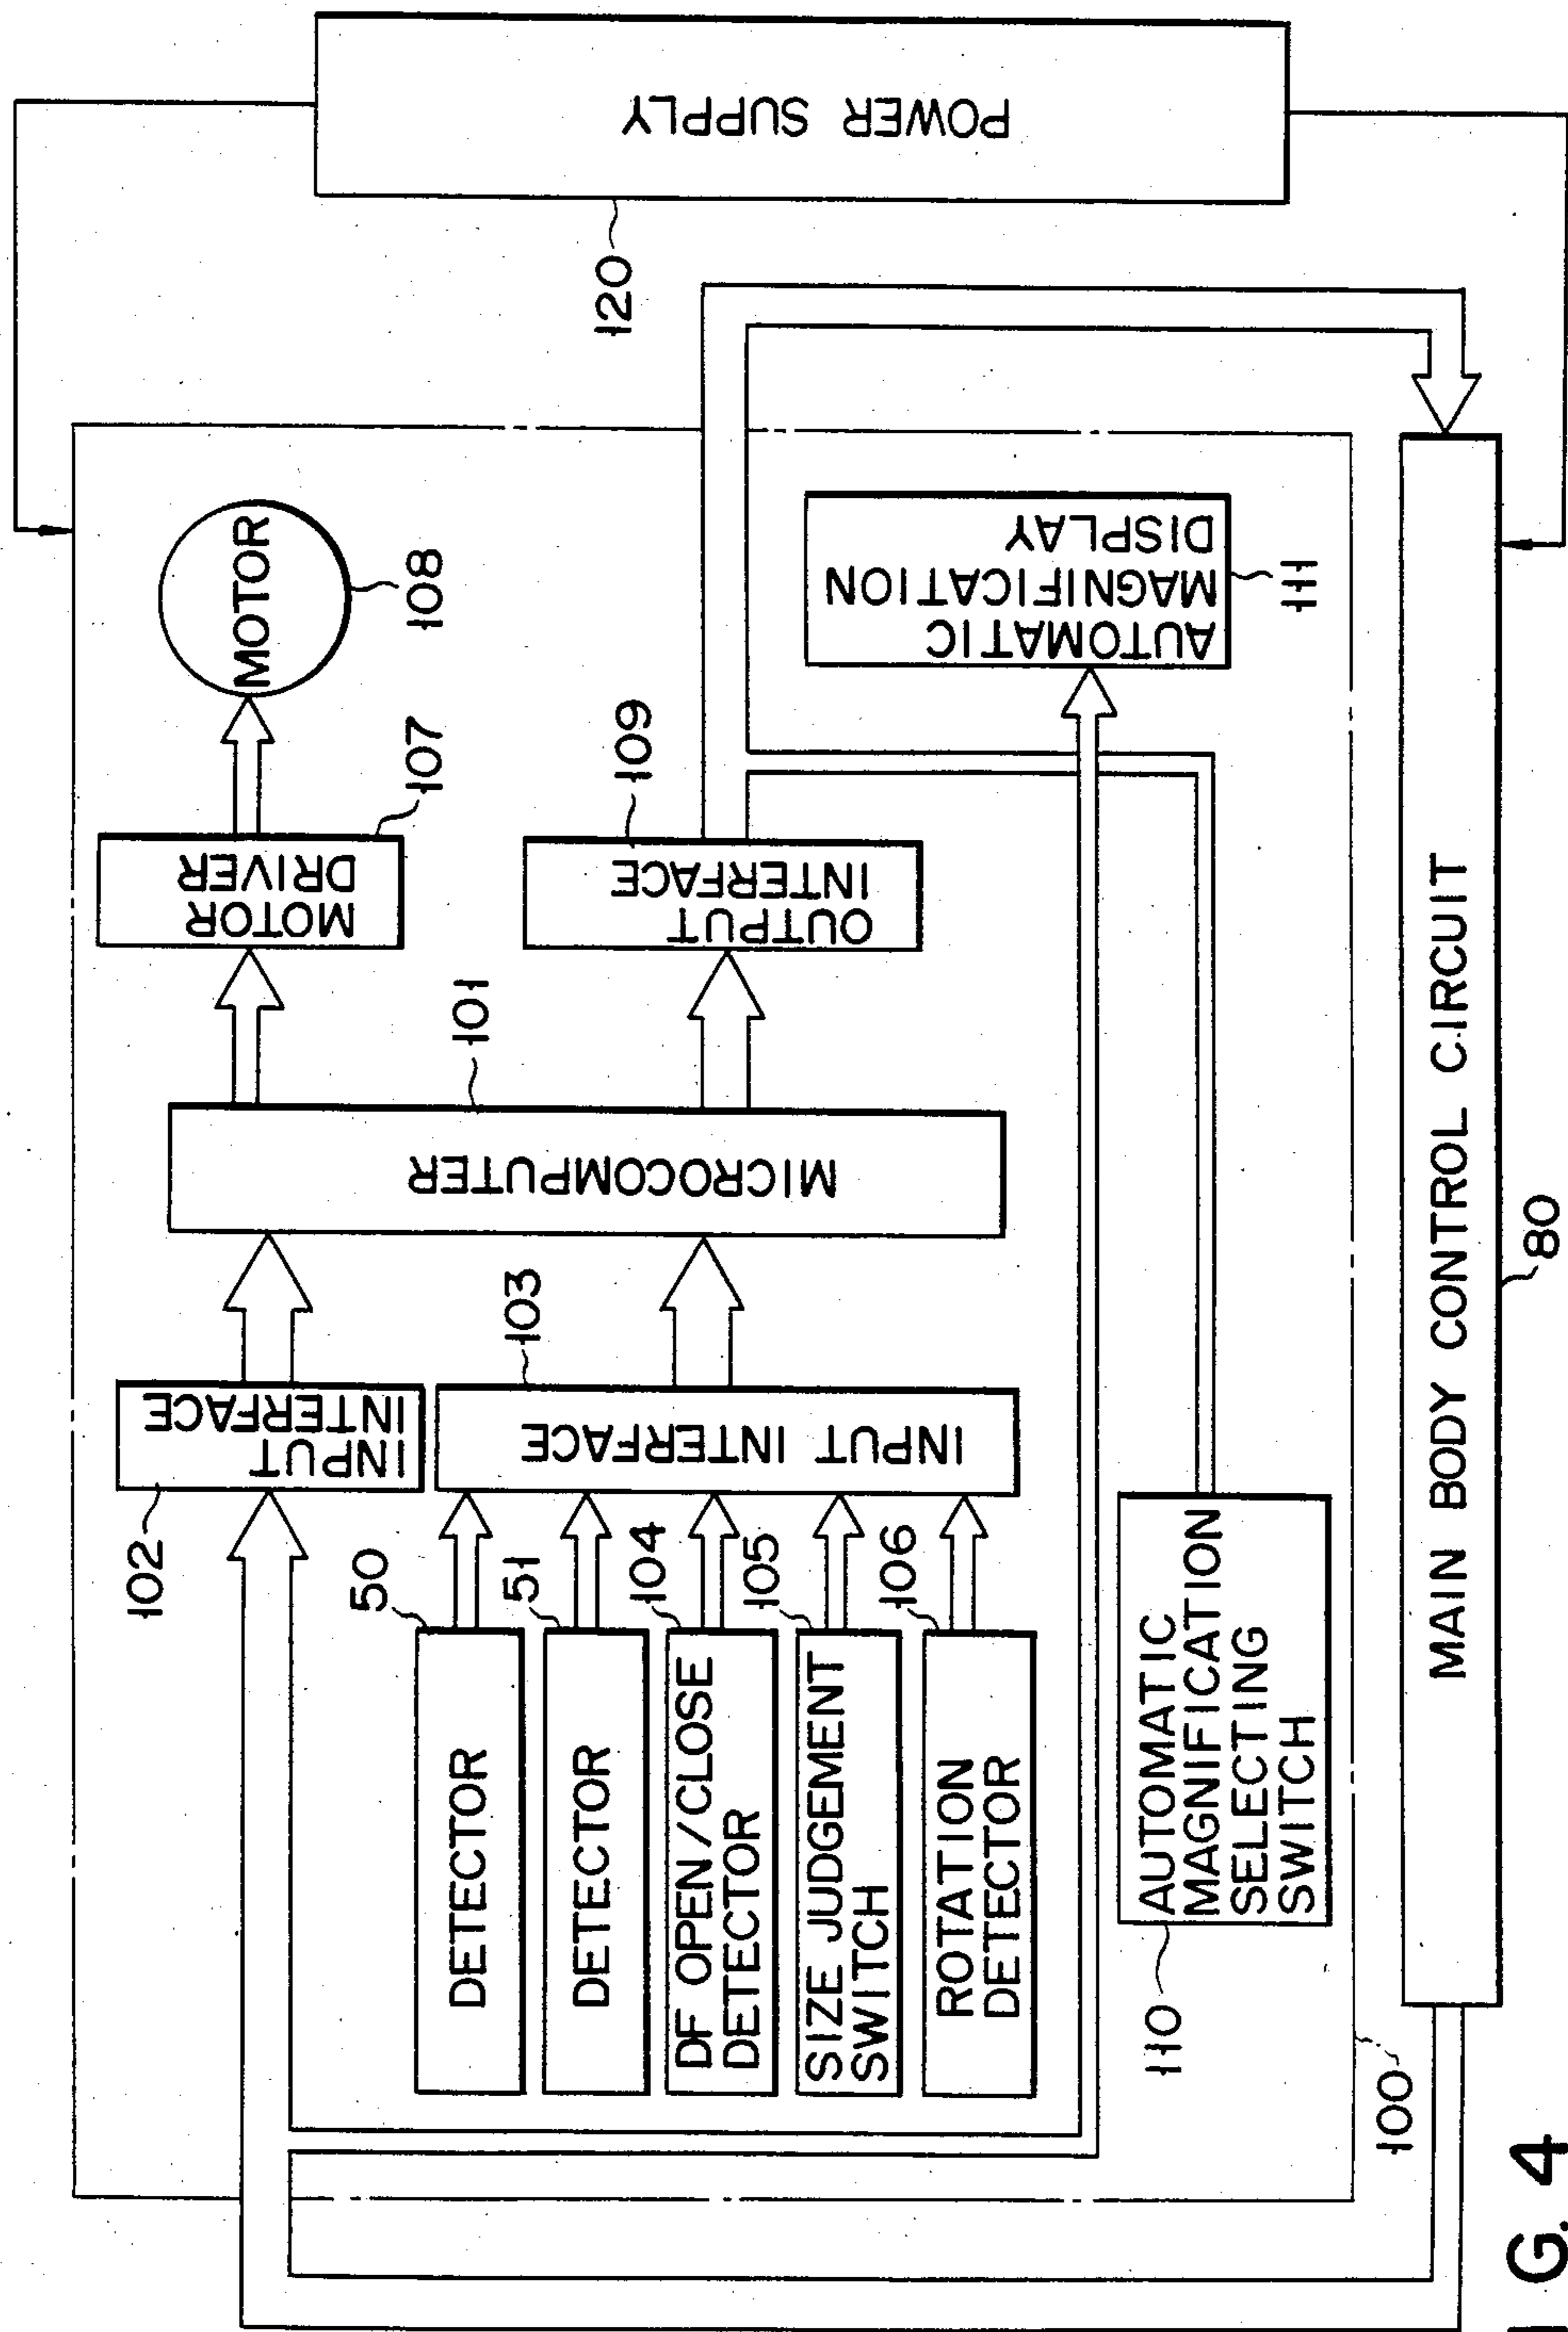 102
INPUT
INTERFACE
50
DETECTOR
51
DETECTOR
104
DF OPEN/CLOSE
DETECTOR
105
SIZE JUDGEMENT
SWITCH
106
ROTATION
DETECTOR
103
INPUT INTERFACE
MICROCOMPUTER
101
MOTOR
DRIVER
107
MOTOR
108
OUTPUT
INTERFACE
109
110
AUTOMATIC
MAGNIFICATION
SELECTING
SWITCH
AUTOMATIC
MAGNIFICATION
DISPLAY
111
100
POWER SUPPLY
120
MAIN BODY CONTROL CIRCUIT
80
G. 4